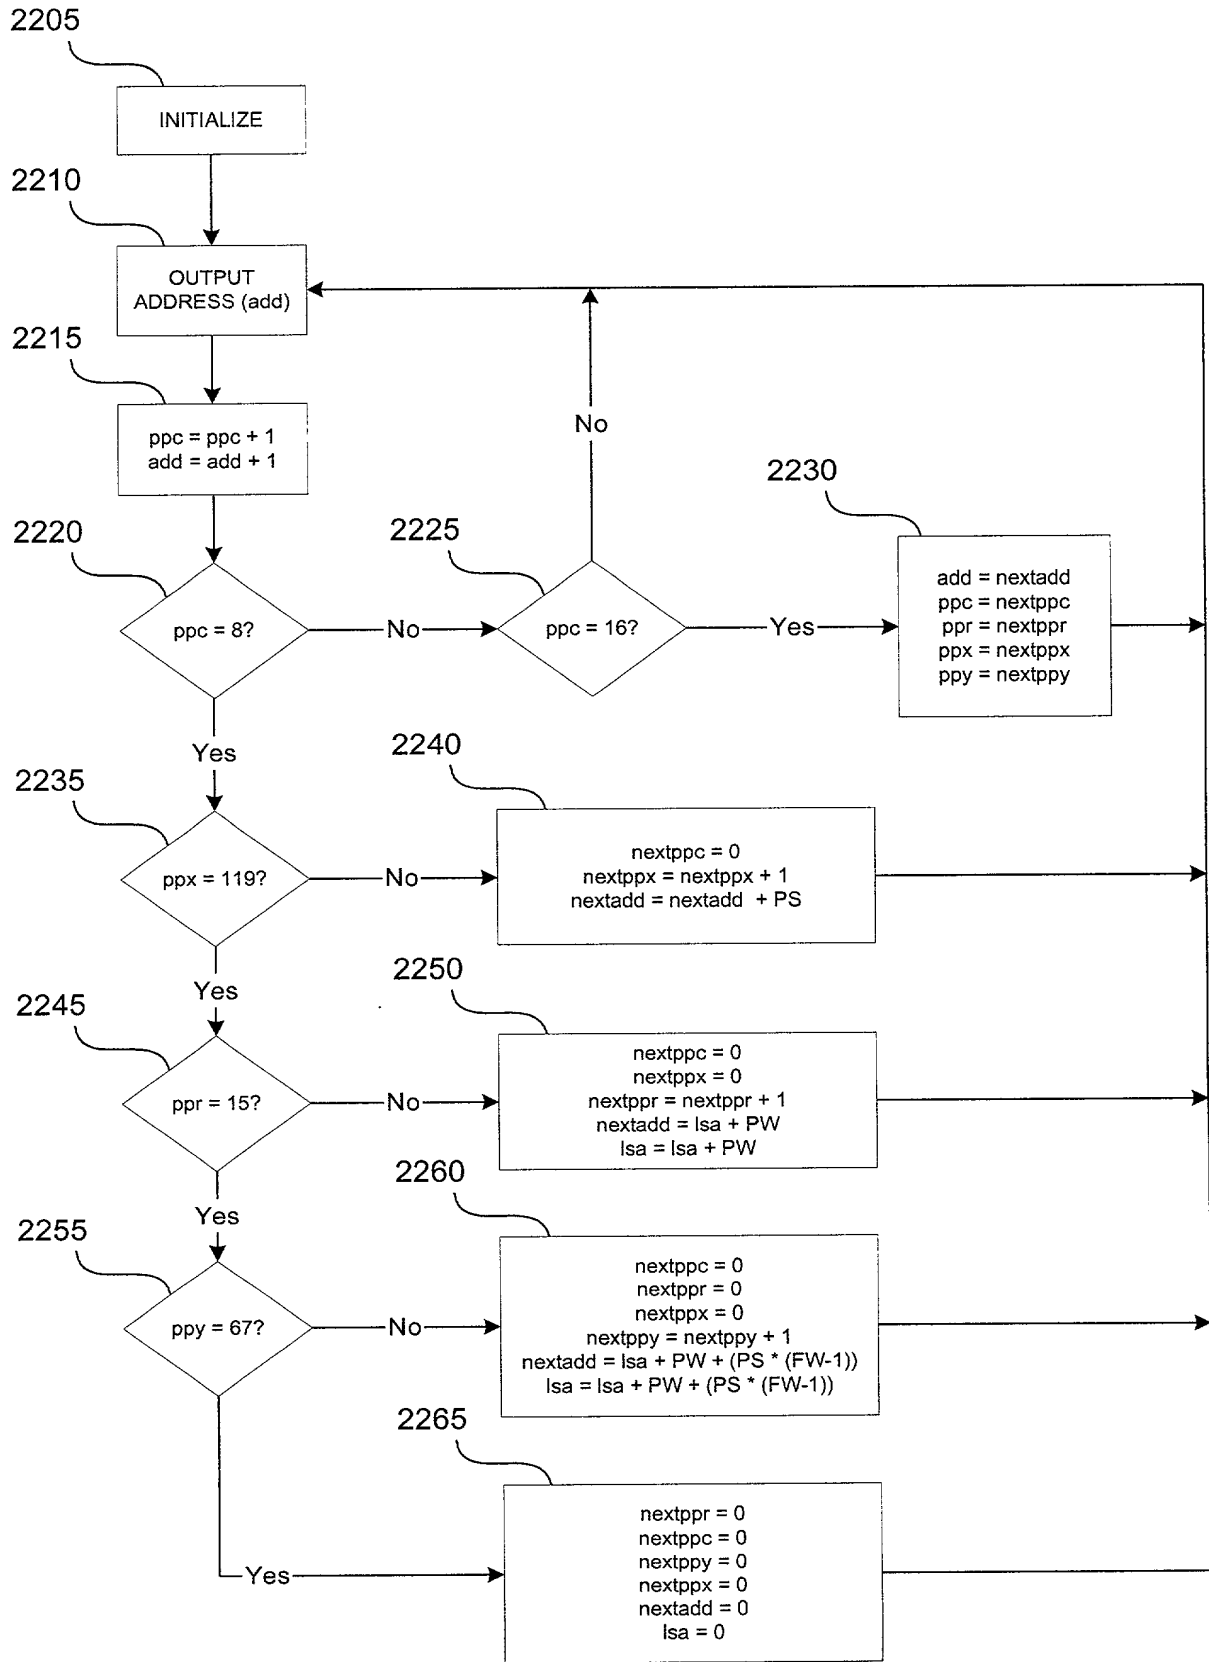 2205
INITIALIZE
2210
OUTPUT
ADDRESS (add)
2215
ppc = ppc + 1
add = add + 1
No
2230
2220
2225
add = nextadd
ppc = nextppc
ppr = nextppr
ppx = nextppx
ppy = nextppy
ppc = 8?
No
ppc = 16?
Yes
Yes
2235
2240
ppx = 119?
No
nextppc = 0
nextppx = nextppx + 1
nextadd = nextadd + PS
Yes
2245
2250
ppr = 15?
No
nextppc = 0
nextppx = 0
nextppr = nextppr + 1
nextadd = lsa + PW
lsa = lsa + PW
Yes
2255
2260
ppy = 67?
No
nextppc = 0
nextppr = 0
nextppx = 0
nextppy = nextppy + 1
nextadd = lsa + PW + (PS * (FW-1))
lsa = lsa + PW + (PS * (FW-1))
2265
Yes
nextppr = 0
nextppc = 0
nextppy = 0
nextppx = 0
nextadd = 0
lsa = 0